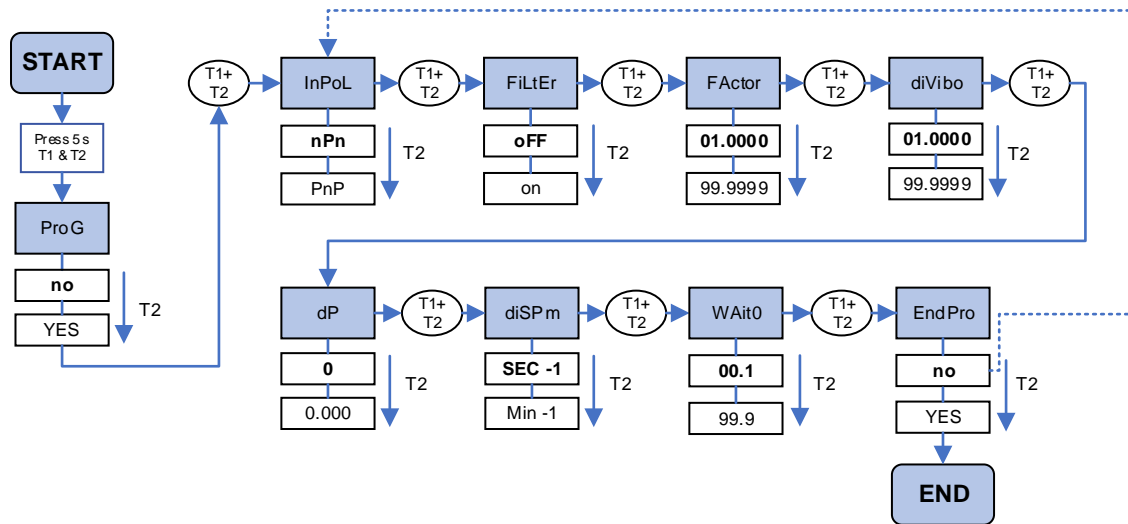 START
Press 5 s
T1 & T2
ProG
no
YES
T2
T1+
T2
InPoL
nPn
PnP
T2
T1+
T2
FiLtEr
oFF
on
T2
T1+
T2
FActor
01.0000
99.9999
T2
T1+
T2
diVibo
01.0000
99.9999
T2
T1+
T2
dP
0
0.000
T2
T1+
T2
diSPm
SEC -1
Min -1
T2
T1+
T2
WAit0
00.1
99.9
T2
T1+
T2
EndPro
no
YES
T2
END